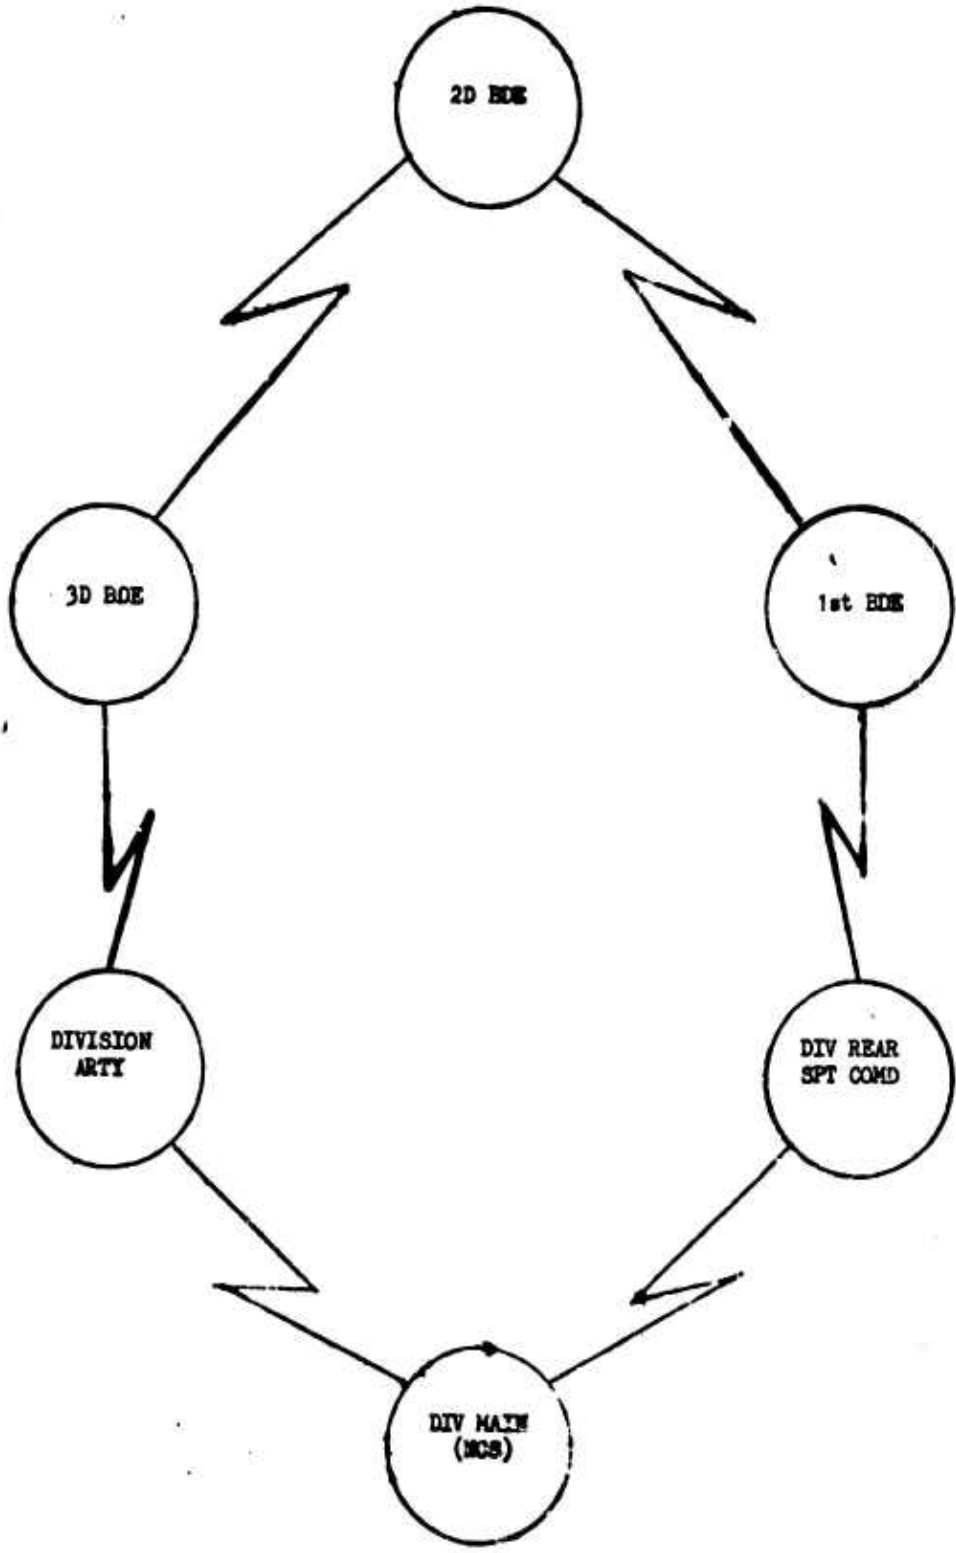 2D BDE
3D BDE
1st BDE
DIVISION
ARTY
DIV REAR
SPT COMD
DIV MAIN
(NCS)